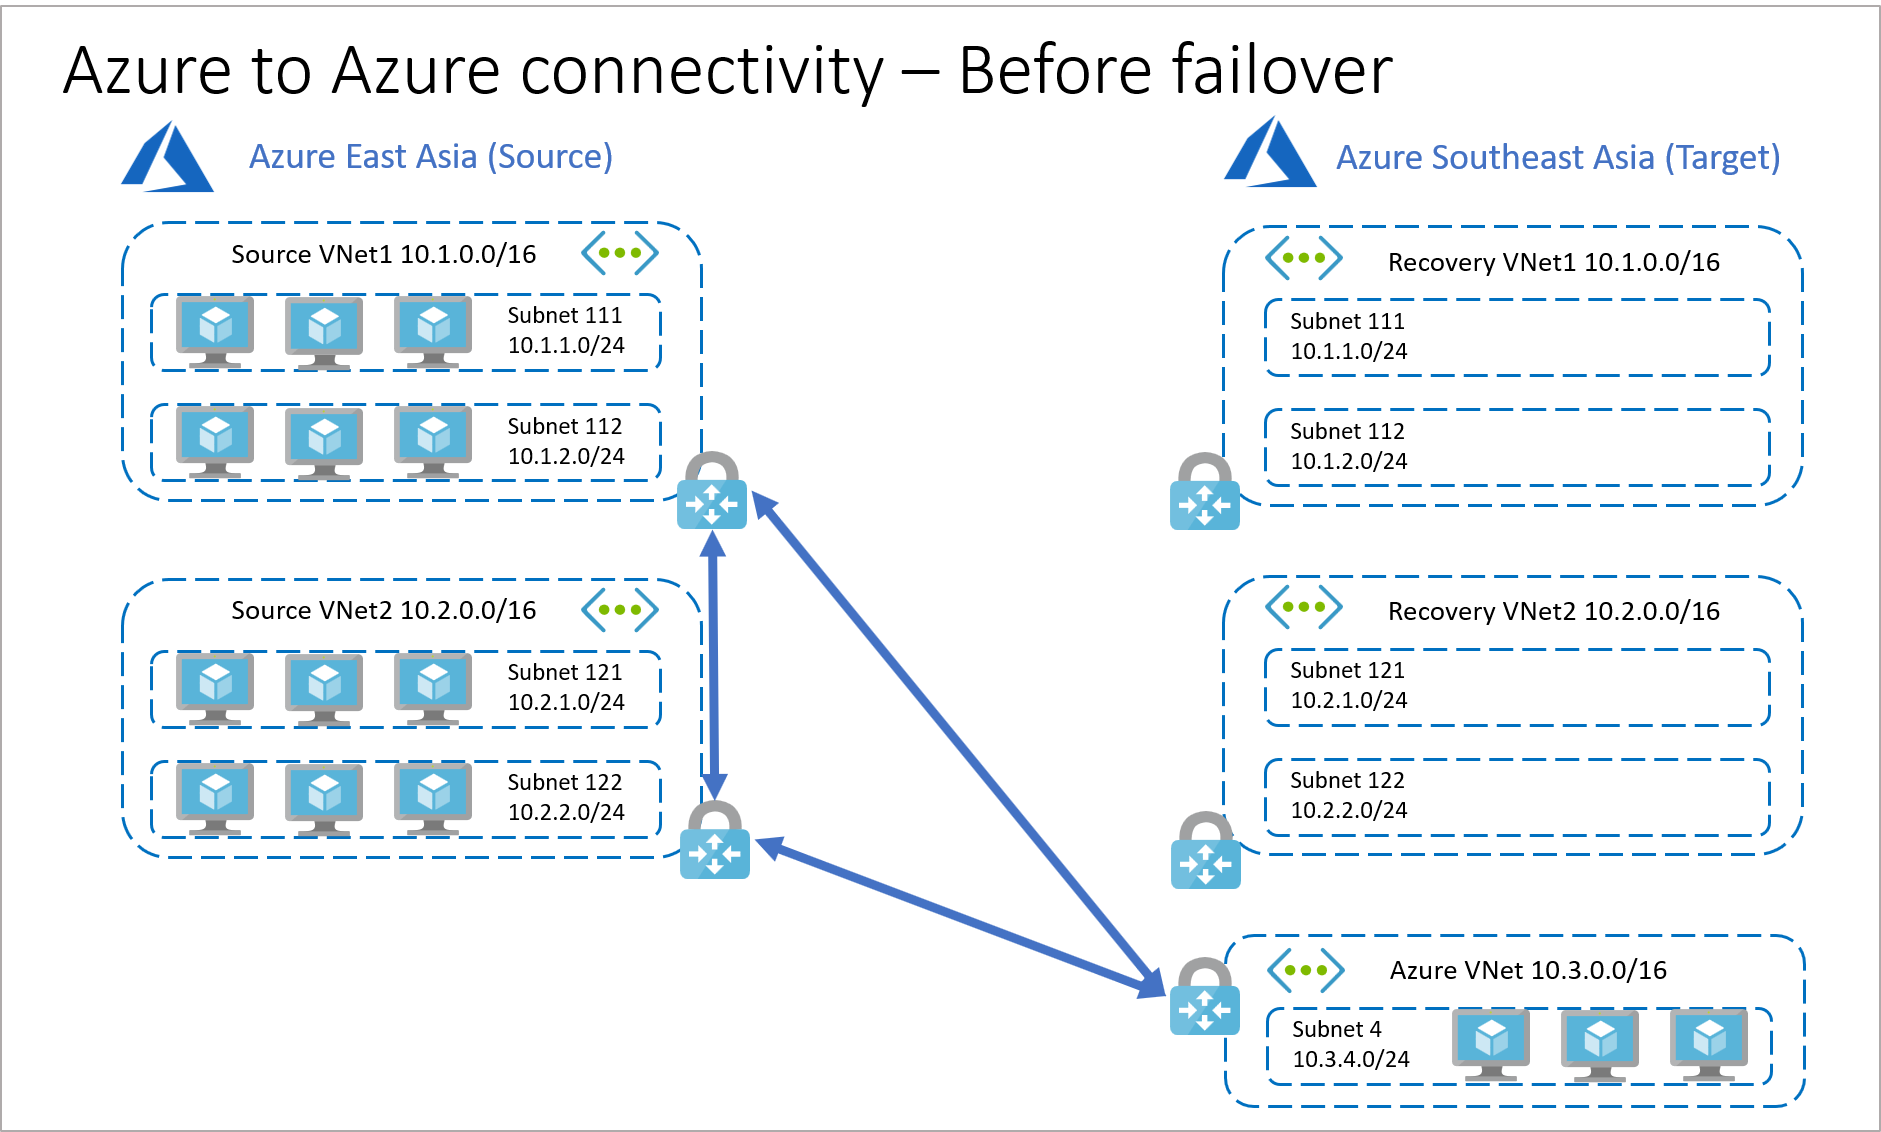 Azure to Azure connectivity – Before failover
Azure East Asia (Source)
Source VNet1 10.1.0.0/16
Subnet 111
10.1.1.0/24
Subnet 112
10.1.2.0/24
Source VNet2 10.2.0.0/16
Subnet 121
10.2.1.0/24
Subnet 122
10.2.2.0/24
Azure Southeast Asia (Target)
Recovery VNet1 10.1.0.0/16
Subnet 111
10.1.1.0/24
Subnet 112
10.1.2.0/24
Recovery VNet2 10.2.0.0/16
Subnet 121
10.2.1.0/24
Subnet 122
10.2.2.0/24
Azure VNet 10.3.0.0/16
Subnet 4
10.3.4.0/24